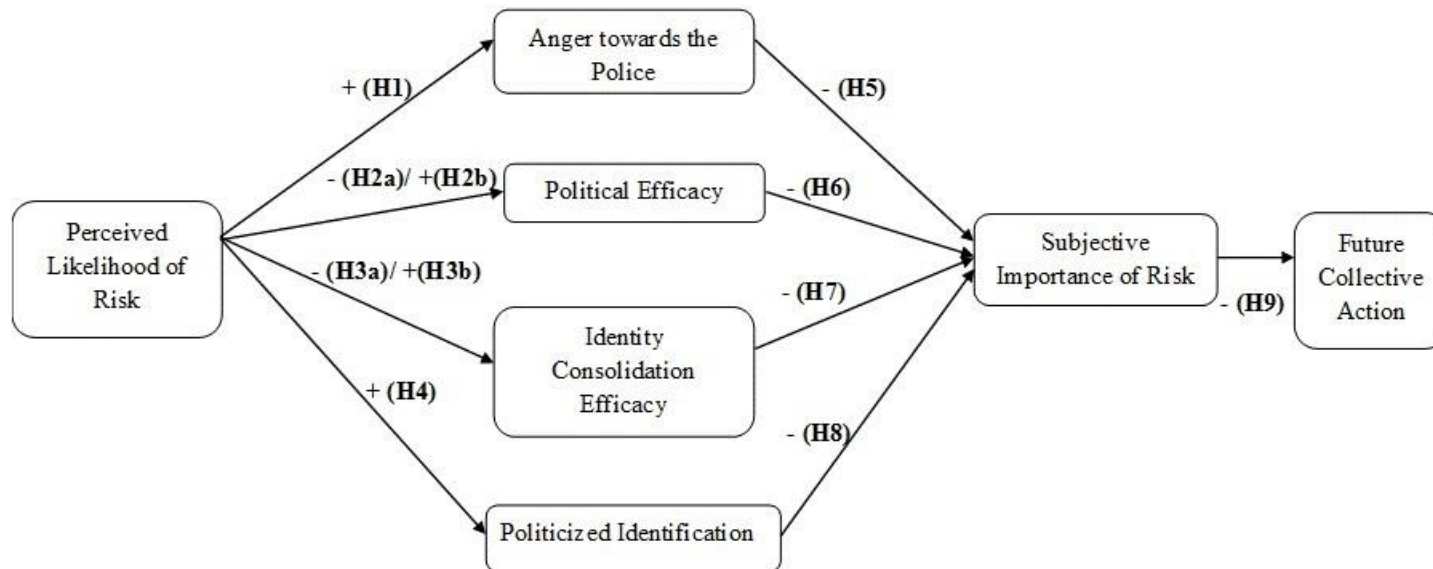 Anger towards the
Police
+ (H1)
- (H5)
- (H2a)/ +(H2b)
Political Efficacy
- (H6)
Perceived
Likelihood of
Risk
Subjective
Importance of Risk
Future
Collective
Action
- (H3a)/ +(H3b)
- (H7)
- (H9)
Identity
Consolidation
Efficacy
+ (H4)
- (H8)
Politicized Identification